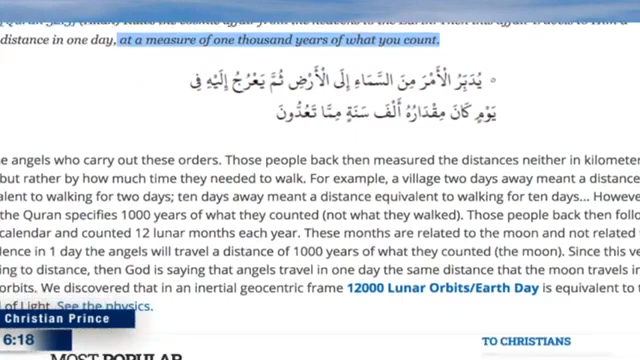 distance in one day, at a measure of one thousand years of what you count.
۝ يُدَبِّرُ الْأَمْرَ مِنَ السَّمَاءِ إِلَى الْأَرْضِ ثُمَّ يَعْرُجُ إِلَيْهِ فِي
يَوْمٍ كَانَ مِقْدَارُهُ أَلْفَ سَنَةٍ مِمَّا تَعُدُّونَ
e angels who carry out these orders. Those people back then measured the distances neither in kilometer
but rather by how much time they needed to walk. For example, a village two days away meant a distance
alent to walking for two days; ten days away meant a distance equivalent to walking for ten days... However
the Quran specifies 1000 years of what they counted (not what they walked). Those people back then follo
calendar and counted 12 lunar months each year. These months are related to the moon and not related t
ence in 1 day the angels will travel a distance of 1000 years of what they counted (the moon). Since this ve
ing to distance, then God is saying that angels travel in one day the same distance that the moon travels in
orbits. We discovered that in an inertial geocentric frame 12000 Lunar Orbits/Earth Day is equivalent to t
of Light. See the physics.
Christian Prince
6:18
MOST POPULAR
TO CHRISTIANS